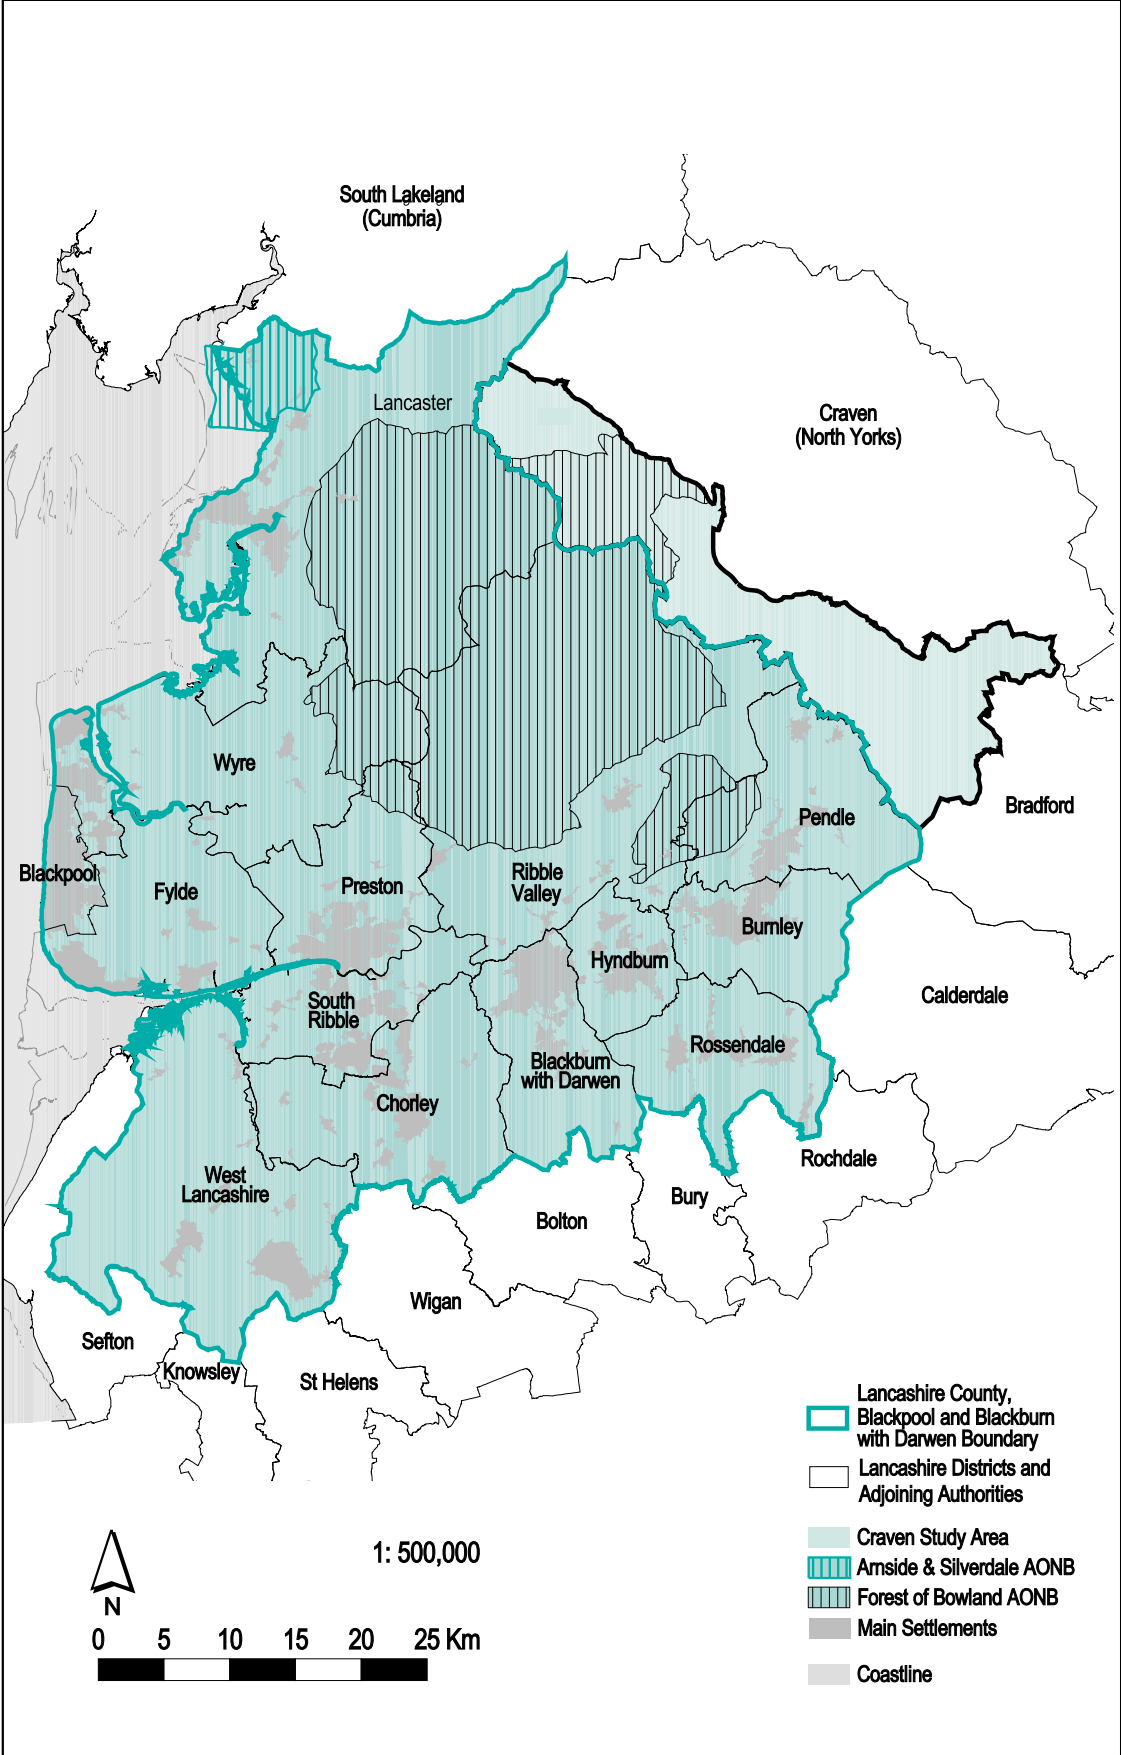 South Lakeland
(Cumbria)
Lancaster
Craven
(North Yorks)
Wyre
Bradford
Pendle
Blackpool
Fylde
Preston
Ribble
Valley
Burnley
Hyndburn
Calderdale
South
Ribble
Rossendale
Blackburn
with Darwen
Chorley
Rochdale
West
Lancashire
Bury
Bolton
Wigan
Sefton
Knowsley
St Helens
Lancashire County,
Blackpool and Blackburn
with Darwen Boundary
Lancashire Districts and
Adjoining Authorities
Craven Study Area
Arnside & Silverdale AONB
Forest of Bowland AONB
Main Settlements
Coastline
1: 500,000
N
0 5 10 15 20 25 Km